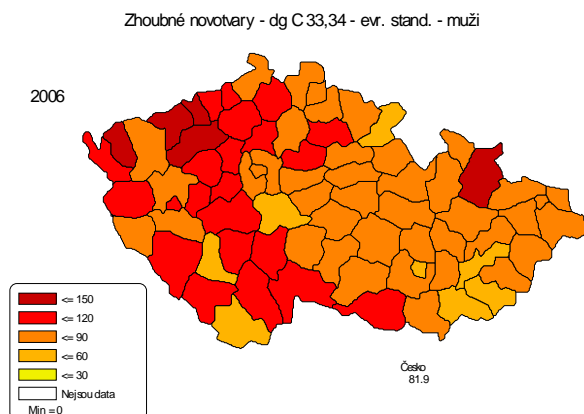 Zhoubné novotvary - dg C 33,34 - evr. stand. - muži
2006
<= 150
<= 120
<= 90
<= 60
<= 30
Nejsou data
Min = 0
Česko
81.9